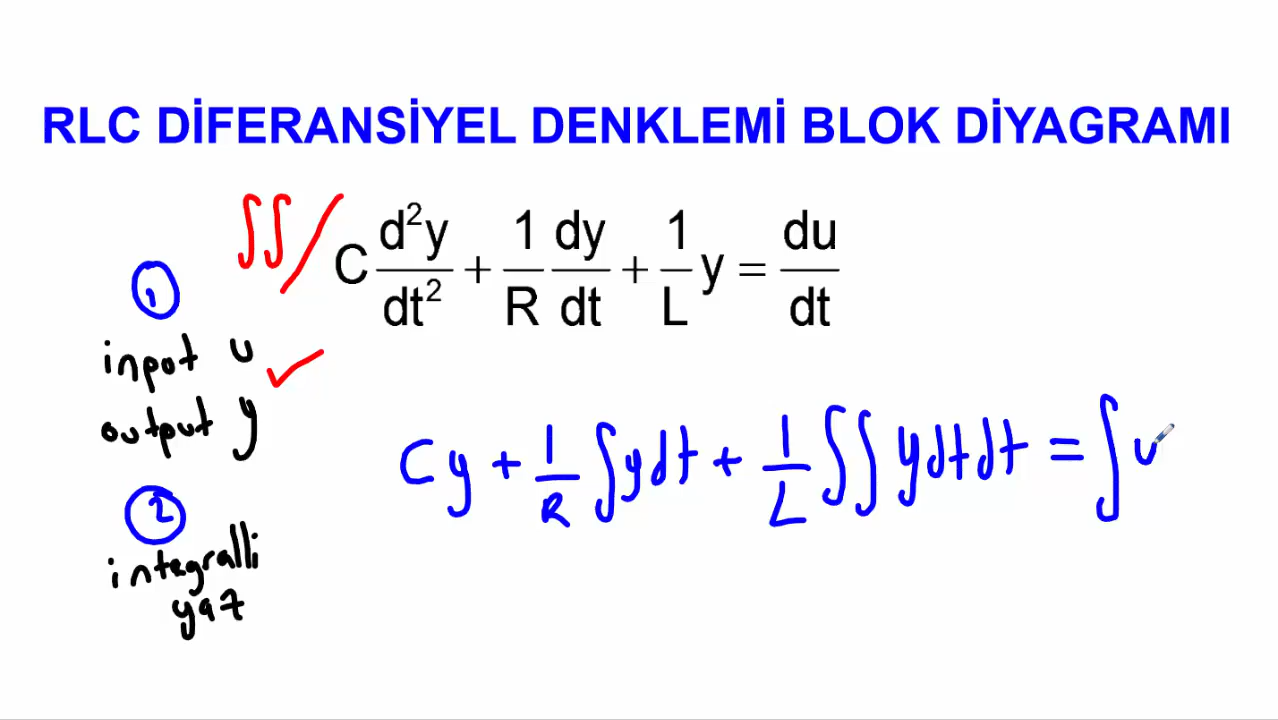 RLC DİFERANSİYEL DENKLEMİ BLOK DİYAGRAMI
∫∫/ C d²y/dt² + 1/R dy/dt + 1/L y = du/dt
1
input u
output y
Cy + 1/R ∫ydt + 1/L ∫∫ydtdt = ∫u
2
integralli
yaz